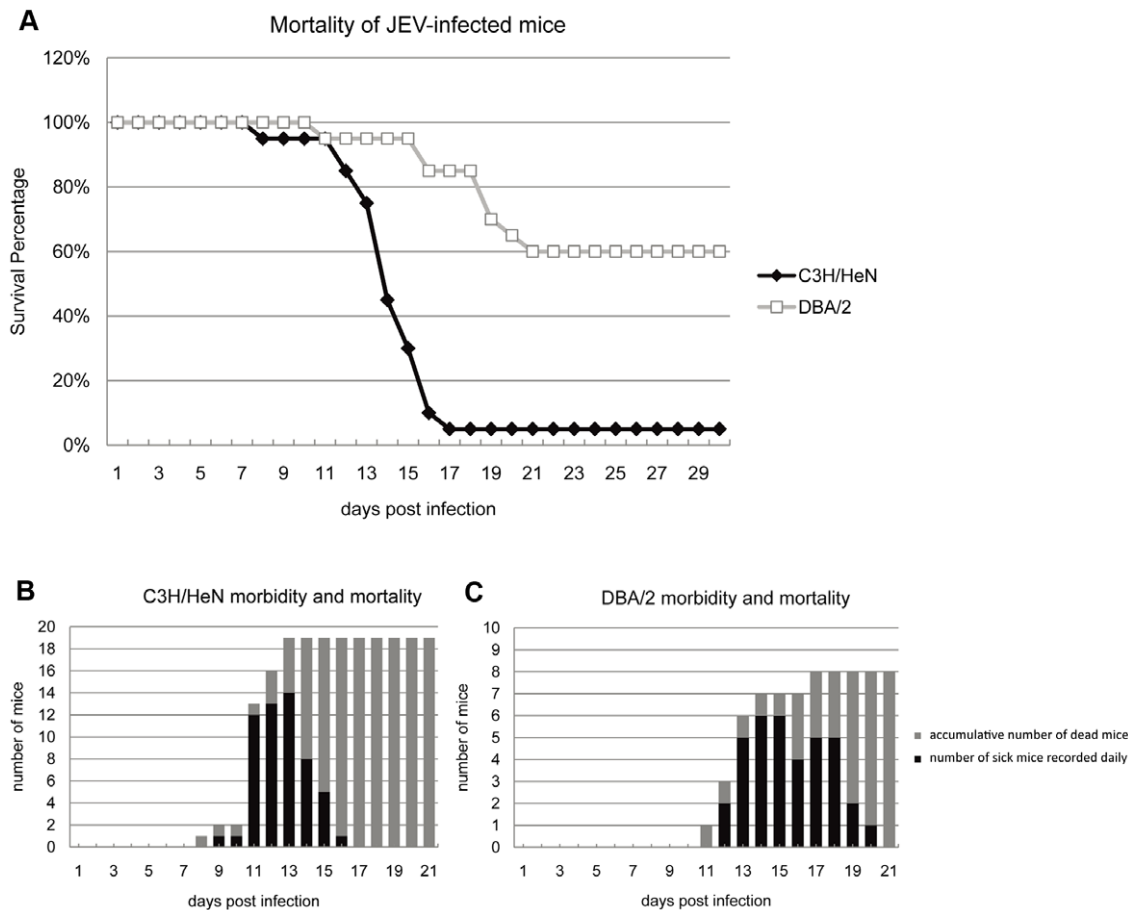 A
Mortality of JEV-infected mice
120%
100%
80%
60%
40%
20%
0%
Survival Percentage
1 3 5 7 9 11 13 15 17 19 21 23 25 27 29
days post infection
C3H/HeN
DBA/2
B
C3H/HeN morbidity and mortality
20
18
16
14
12
10
8
6
4
2
0
number of mice
1 3 5 7 9 11 13 15 17 19 21
days post infection
C
DBA/2 morbidity and mortality
10
9
8
7
6
5
4
3
2
1
0
number of mice
1 3 5 7 9 11 13 15 17 19 21
days post infection
accumulative number of dead mice
number of sick mice recorded daily